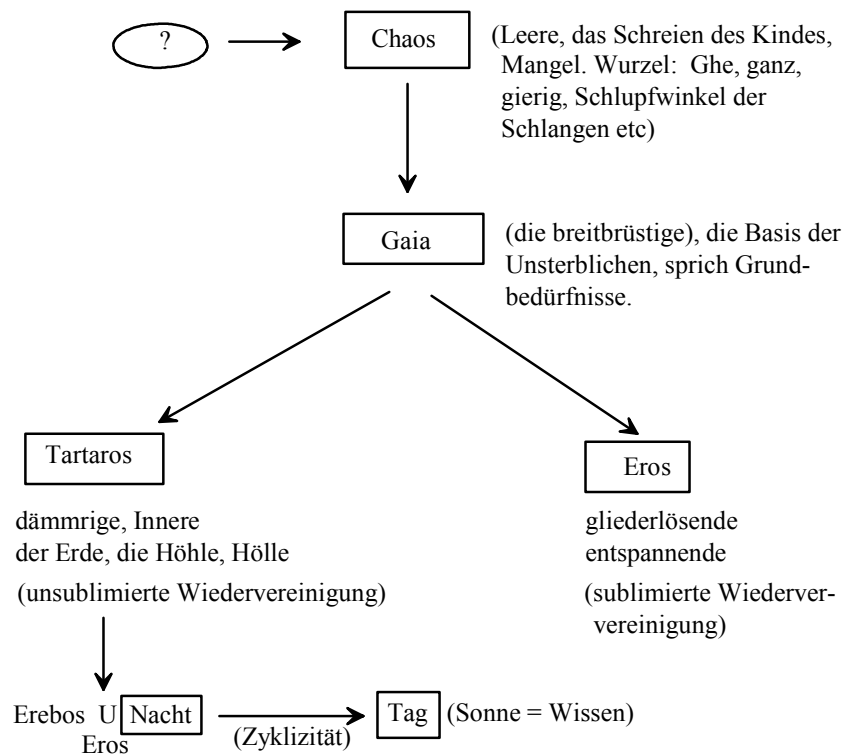 ?
Chaos
(Leere, das Schreien des Kindes,
Mangel. Wurzel: Ghe, ganz,
gierig, Schlupfwinkel der
Schlangen etc)
Gaia
(die breitbrüstige), die Basis der
Unsterblichen, sprich Grund-
bedürfnisse.
Tartaros
dämmrige, Innere
der Erde, die Höhle, Hölle
(unsublimierte Wiedervereinigung)
Eros
gliederlösende
entspannende
(sublimierte Wiederver-
vereinigung)
Erebos U Nacht
Eros
(Zyklizität)
Tag (Sonne = Wissen)